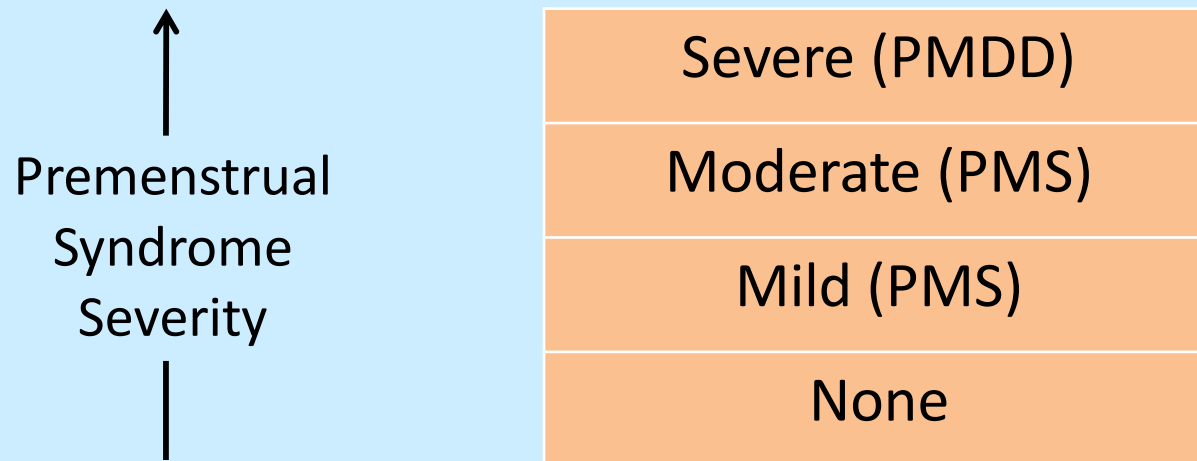 Premenstrual
Syndrome
Severity
Severe (PMDD)
Moderate (PMS)
Mild (PMS)
None